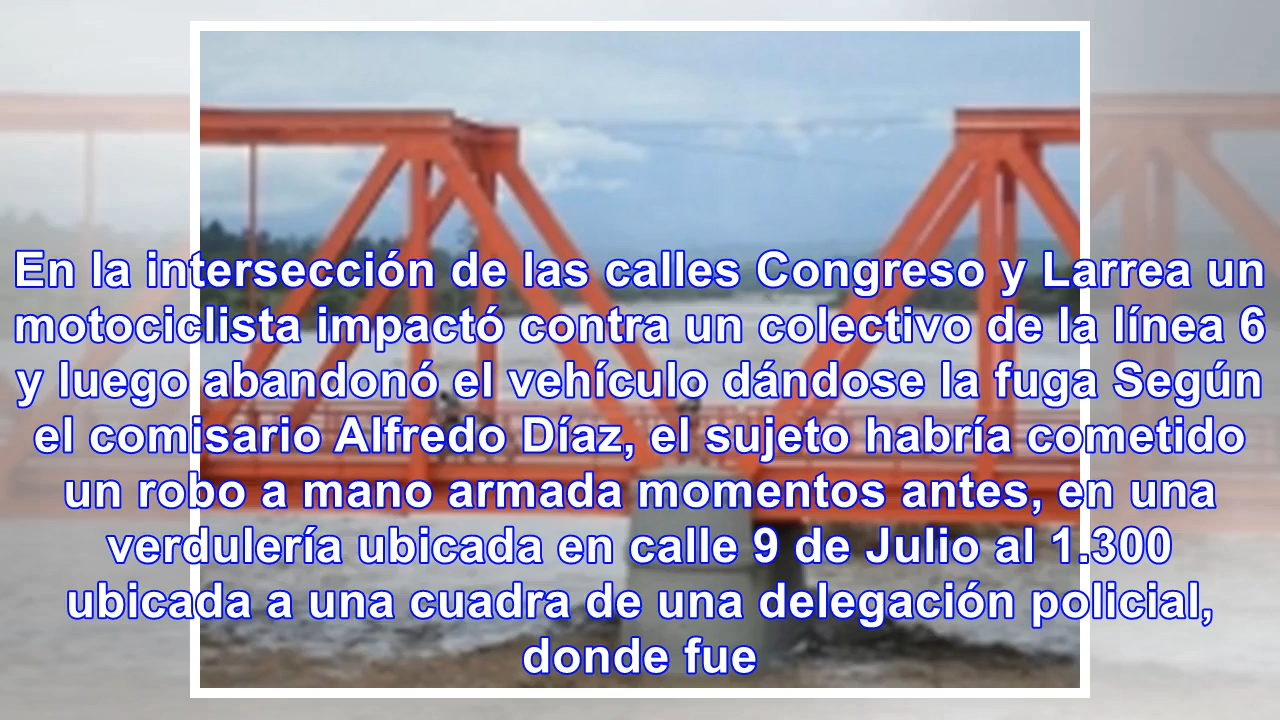 En la intersección de las calles Congreso y Larrea un
motociclista impactó contra un colectivo de la línea 6
y luego abandonó el vehículo dándose la fuga Según
el comisario Alfredo Díaz, el sujeto habría cometido
un robo a mano armada momentos antes, en una
verdulería ubicada en calle 9 de Julio al 1.300
ubicada a una cuadra de una delegación policial,
donde fue